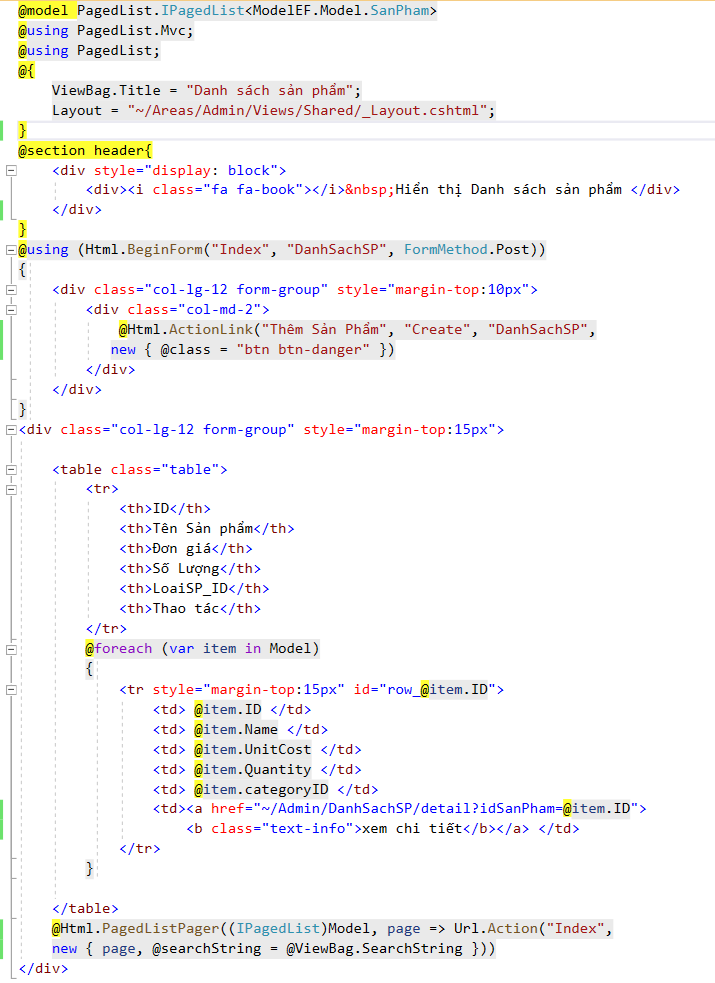 @model PagedList.IPagedList<ModelEF.Model.SanPham>
@using PagedList.Mvc;
@using PagedList;
@{
ViewBag.Title = "Danh sách sản phẩm";
Layout = "~/Areas/Admin/Views/Shared/_Layout.cshtml";
}
@section header{
<div style="display: block">
<div><i class="fa fa-book"></i>&nbsp;Hiển thị Danh sách sản phẩm </div>
</div>
}
@using (Html.BeginForm("Index", "DanhSachSP", FormMethod.Post))
{
<div class="col-lg-12 form-group" style="margin-top:10px">
<div class="col-md-2">
@Html.ActionLink("Thêm Sản Phẩm", "Create", "DanhSachSP",
new { @class = "btn btn-danger" })
</div>
</div>
}
<div class="col-lg-12 form-group" style="margin-top:15px">
<table class="table">
<tr>
<th>ID</th>
<th>Tên Sản phẩm</th>
<th>Đơn giá</th>
<th>Số Lượng</th>
<th>LoaiSP_ID</th>
<th>Thao tác</th>
</tr>
@foreach (var item in Model)
{
<tr style="margin-top:15px" id="row_@item.ID">
<td> @item.ID </td>
<td> @item.Name </td>
<td> @item.UnitCost </td>
<td> @item.Quantity </td>
<td> @item.categoryID </td>
<td><a href="~/Admin/DanhSachSP/detail?idSanPham=@item.ID">
<b class="text-info">xem chi tiết</b></a> </td>
</tr>
}
</table>
@Html.PagedListPager((IPagedList)Model, page => Url.Action("Index",
new { page, @searchString = @ViewBag.SearchString }))
</div>